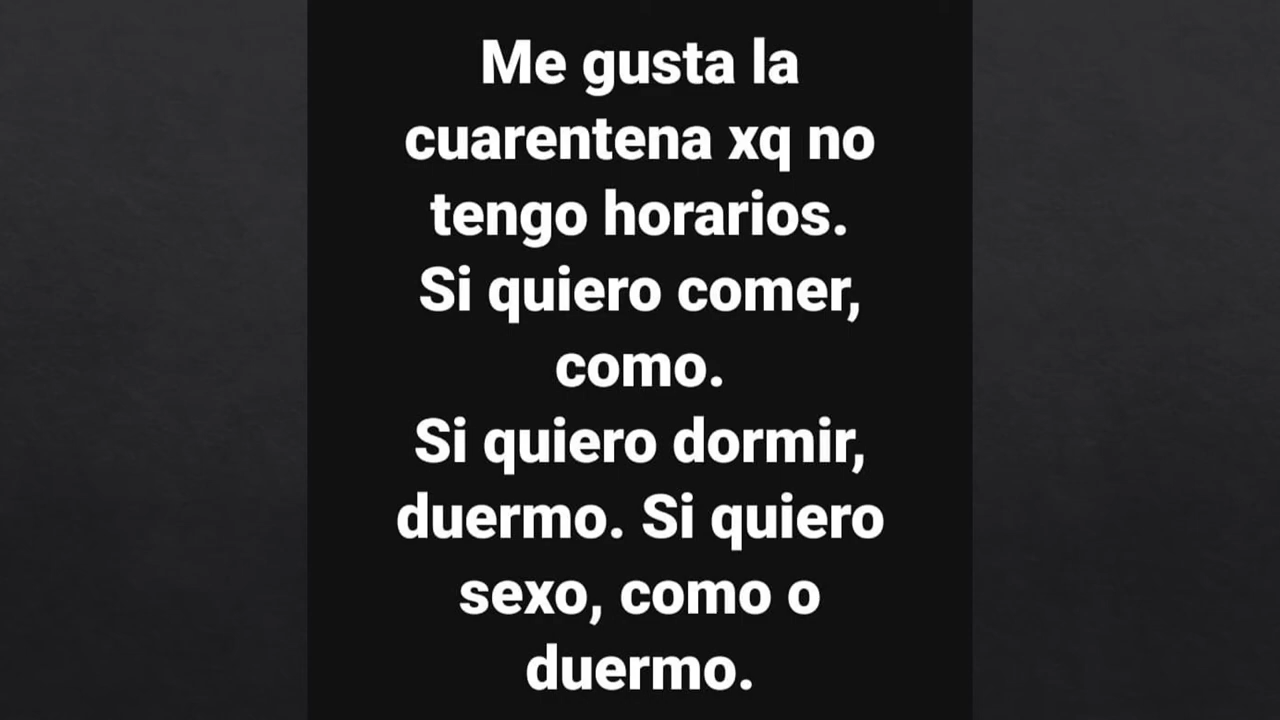 Me gusta la
cuarentena xq no
tengo horarios.
Si quiero comer,
como.
Si quiero dormir,
duermo. Si quiero
sexo, como o
duermo.